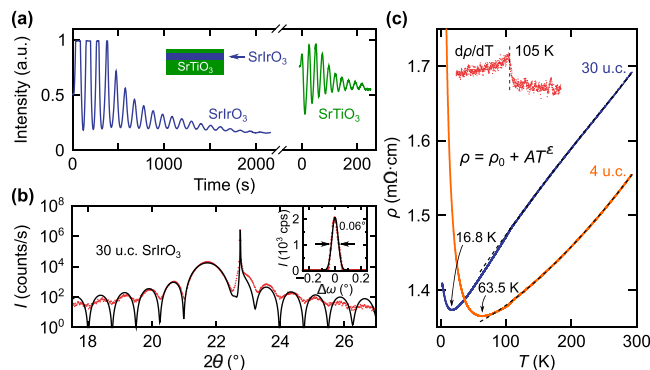 (a)
Intensity (a.u.)
1
0.5
0
SrIrO3
SrTiO3
SrIrO3
SrTiO3
0 500 1000 1500 2000 0 200
Time (s)
(b)
I (counts/s)
10^8
10^6
10^4
10^2
10^0
30 u.c. SrIrO3
I (10^3 cps)
2
1
0
0.06°
-0.2 0 0.2
Δω (°)
18 20 22 24 26
2θ (°)
(c)
ρ (mΩ·cm)
1.7
1.6
1.5
1.4
dρ/dT
105 K
30 u.c.
ρ = ρ0 + AT^ε
4 u.c.
16.8 K
63.5 K
0 100 200 300
T (K)